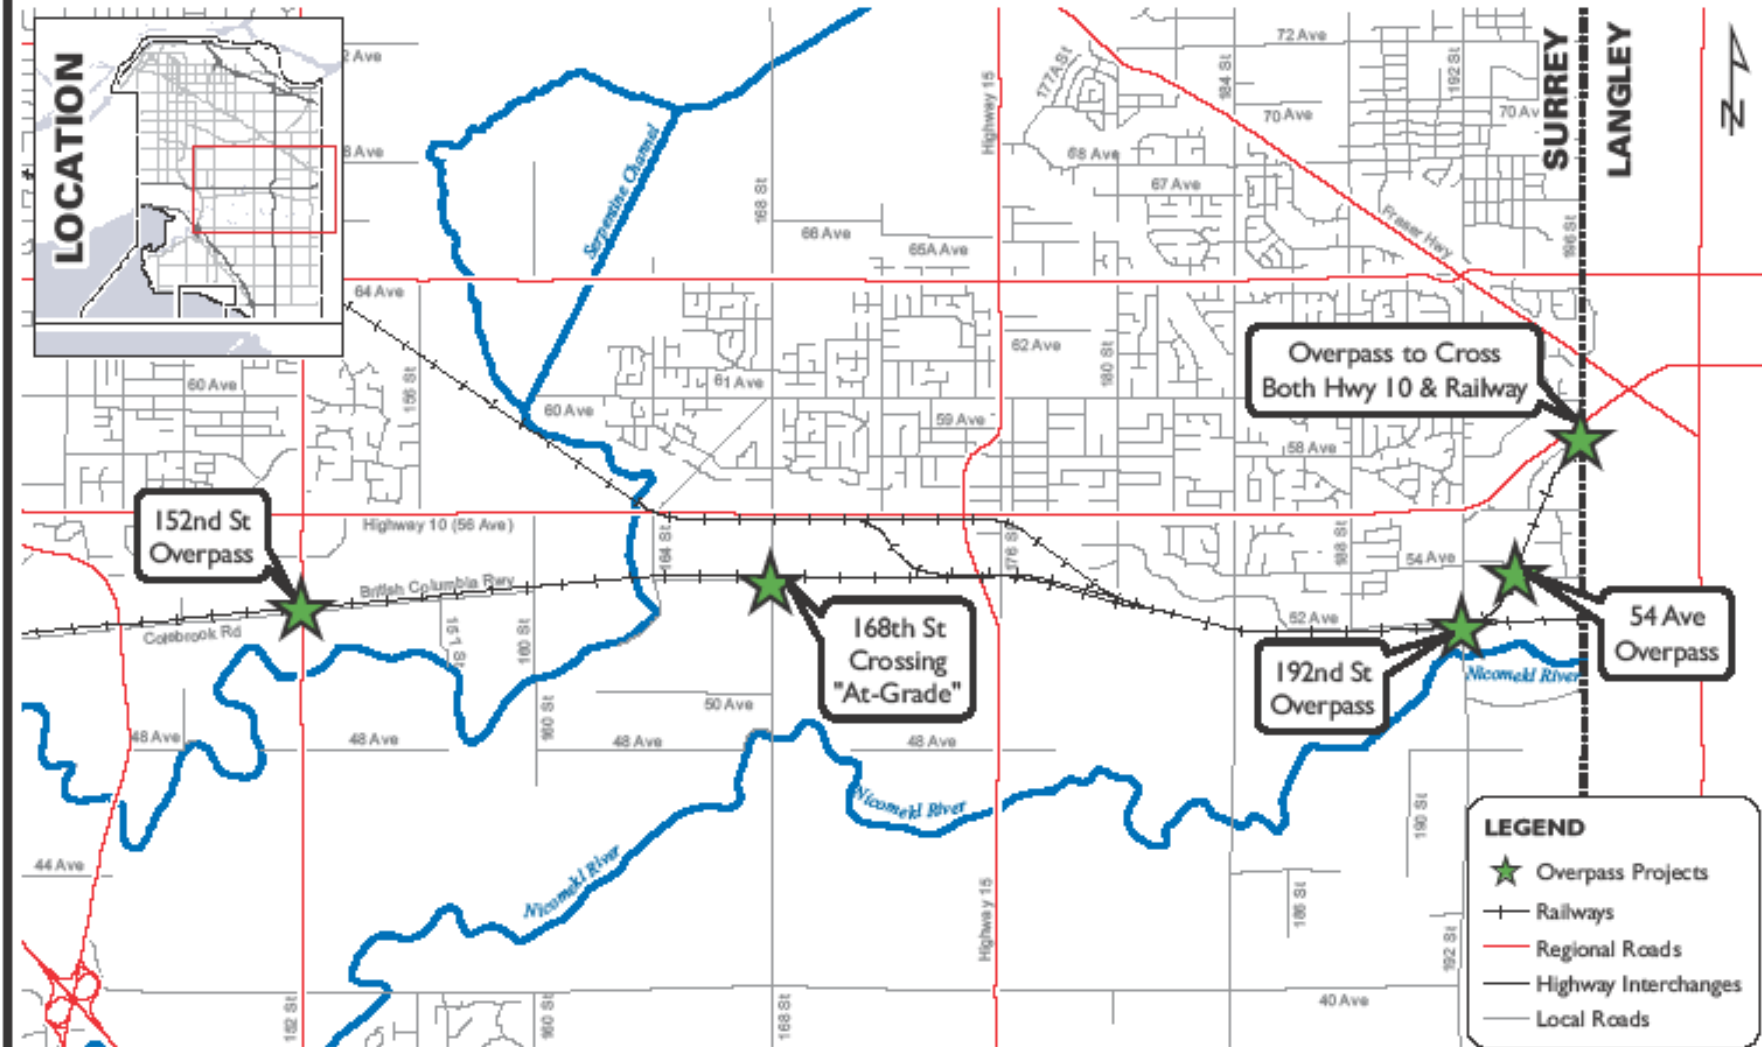 LOCATION
2 Ave
8 Ave
Serpentine Channel
168 St
66 Ave
65A Ave
Highway 15
177A St
68 Ave
67 Ave
184 St
72 Ave
70 Ave
192 St
70 Av
SURREY
LANGLEY
Fraser Hwy
196 St
N
64 Ave
60 Ave
156 St
60 Ave
61 Ave
59 Ave
62 Ave
180 St
58 Ave
Overpass to Cross
Both Hwy 10 & Railway
152nd St
Overpass
Highway 10 (56 Ave)
164 St
176 St
188 St
54 Ave
British Columbia Rwy
Colebrook Rd
160 St
168th St
Crossing
"At-Grade"
52 Ave
192nd St
Overpass
54 Ave
Overpass
Nicomekl River
48 Ave
48 Ave
160 St
50 Ave
48 Ave
48 Ave
Nicomekl River
Nicomekl River
44 Ave
Highway 15
190 St
186 St
192 St
152 St
160 St
168 St
40 Ave
LEGEND
Overpass Projects
Railways
Regional Roads
Highway Interchanges
Local Roads